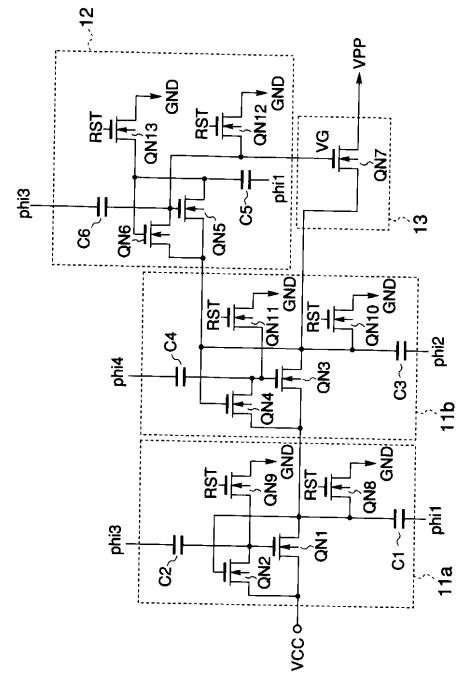 12
phi3
C6
RST
GND
QN13
QN6
QN5
RST
GND
QN12
C5
phi1
VG
VPP
QN7
13
phi4
C4
RST
GND
QN11
QN4
QN3
RST
GND
QN10
C3
phi2
11b
phi3
C2
RST
GND
QN9
QN2
QN1
RST
GND
QN8
C1
phi1
11a
VCC